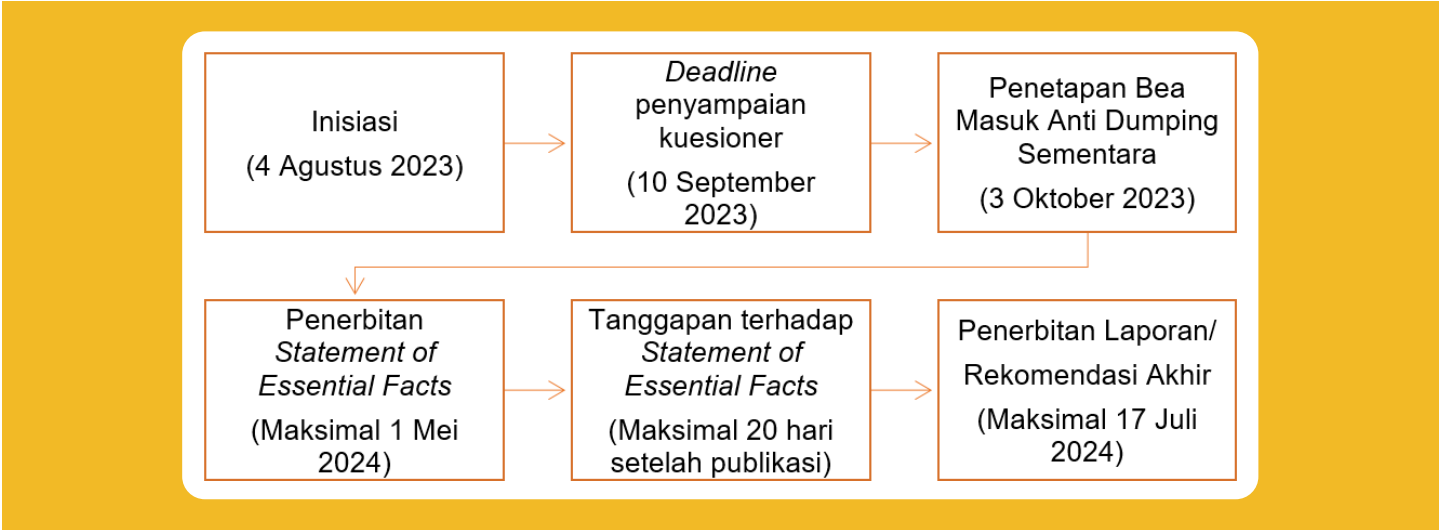 Inisiasi
(4 Agustus 2023)
Deadline
penyampaian
kuesioner
(10 September
2023)
Penetapan Bea
Masuk Anti Dumping
Sementara
(3 Oktober 2023)
Penerbitan
Statement of
Essential Facts
(Maksimal 1 Mei
2024)
Tanggapan terhadap
Statement of
Essential Facts
(Maksimal 20 hari
setelah publikasi)
Penerbitan Laporan/
Rekomendasi Akhir
(Maksimal 17 Juli
2024)